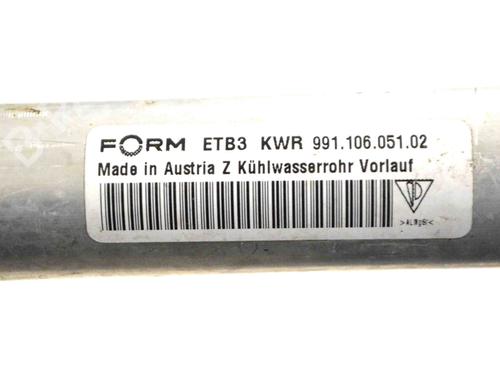 FORM ETB3 KWR 991.106.051.02
Made in Austria Z Kühlwasserrohr Vorlauf